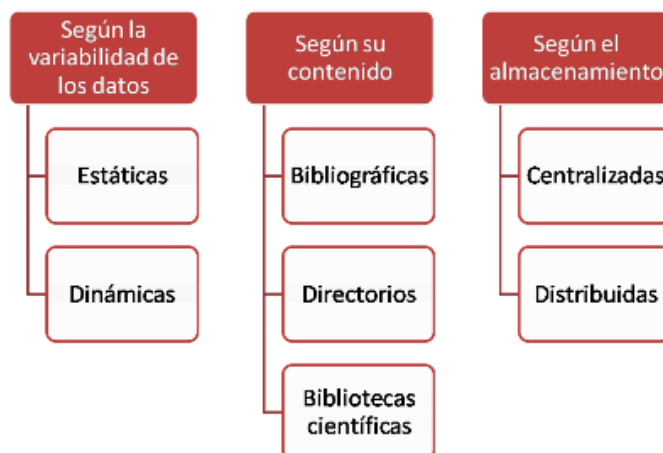 Según la
variabilidad de
los datos
Estáticas
Dinámicas
Según su
contenido
Bibliográficas
Directorios
Bibliotecas
científicas
Según el
almacenamiento
Centralizadas
Distribuidas